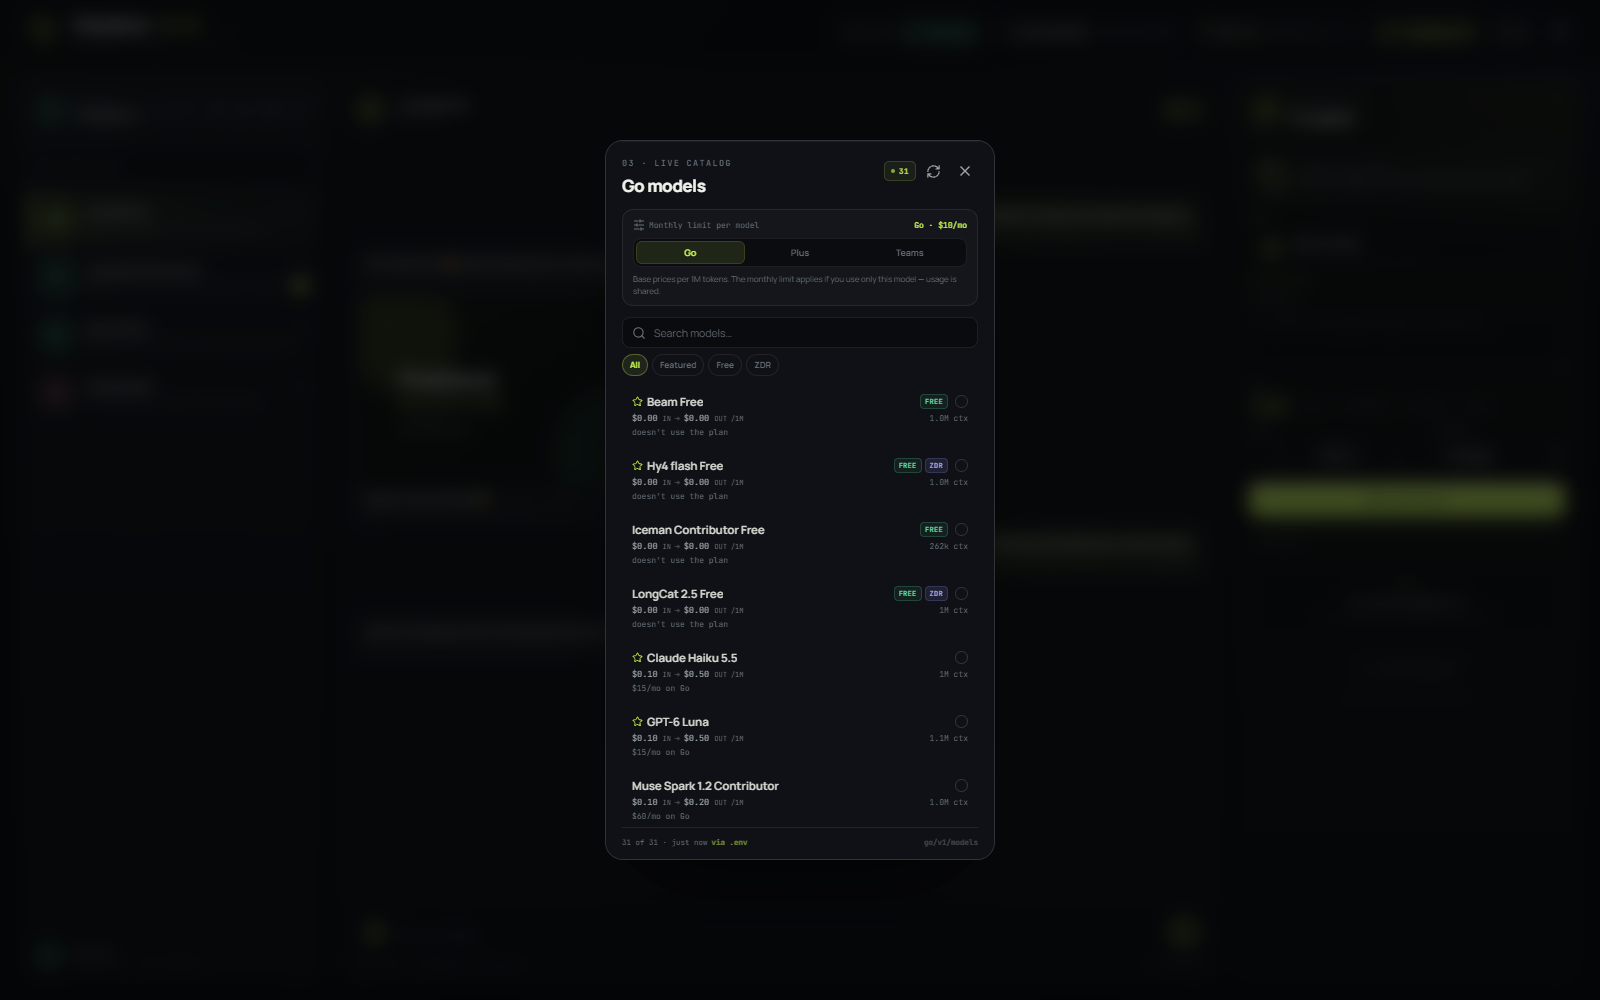 03 · LIVE CATALOG
Go models
31
Monthly limit per model
Go · $10/mo
Go
Plus
Teams
Base prices per 1M tokens. The monthly limit applies if you use only this model — usage is
shared.
Search models...
All
Featured
Free
ZDR
Beam Free
FREE
$0.00 IN → $0.00 OUT /1M
1.0M ctx
doesn't use the plan
Hy4 flash Free
FREE ZDR
$0.00 IN → $0.00 OUT /1M
1.0M ctx
doesn't use the plan
Iceman Contributor Free
FREE
$0.00 IN → $0.00 OUT /1M
262k ctx
doesn't use the plan
LongCat 2.5 Free
FREE ZDR
$0.00 IN → $0.00 OUT /1M
1M ctx
doesn't use the plan
Claude Haiku 5.5
$0.10 IN → $0.50 OUT /1M
1M ctx
$15/mo on Go
GPT-6 Luna
$0.10 IN → $0.50 OUT /1M
1.1M ctx
$15/mo on Go
Muse Spark 1.2 Contributor
$0.10 IN → $0.20 OUT /1M
1.0M ctx
$60/mo on Go
31 of 31 · just now via .env
go/v1/models